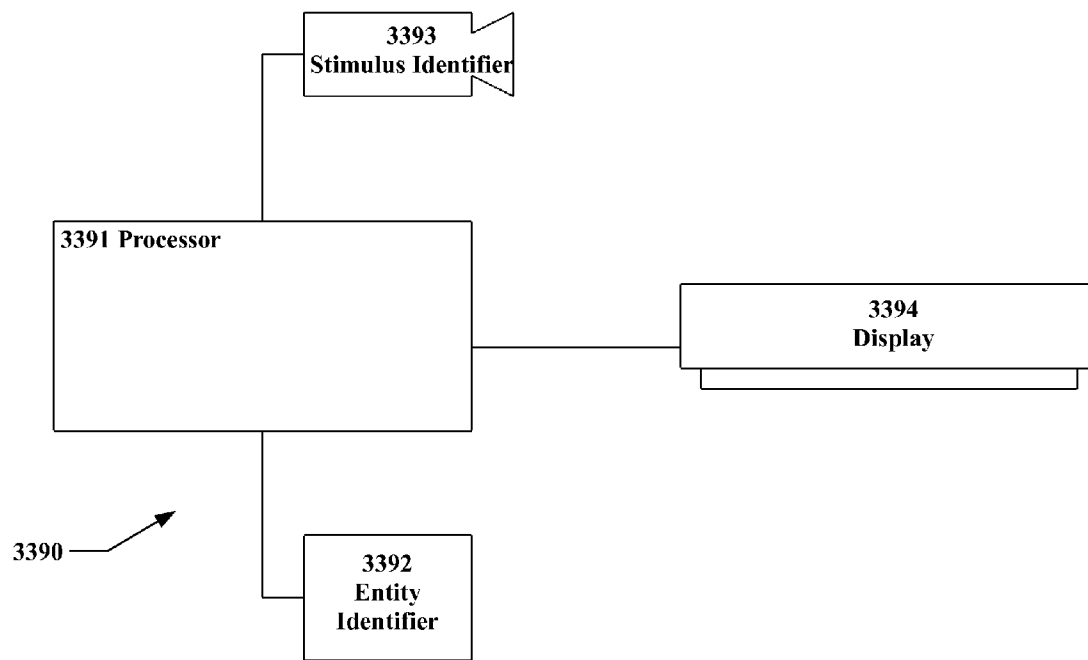 3393
Stimulus Identifier
3391 Processor
3394
Display
3390
3392
Entity
Identifier